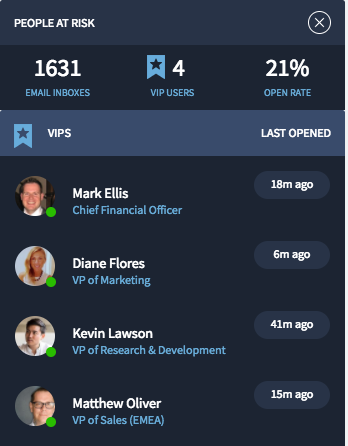 PEOPLE AT RISK
1631 4 21%
EMAIL INBOXES VIP USERS OPEN RATE
VIPS LAST OPENED
Mark Ellis 18m ago
Chief Financial Officer
Diane Flores 6m ago
VP of Marketing
Kevin Lawson 41m ago
VP of Research & Development
Matthew Oliver 15m ago
VP of Sales (EMEA)